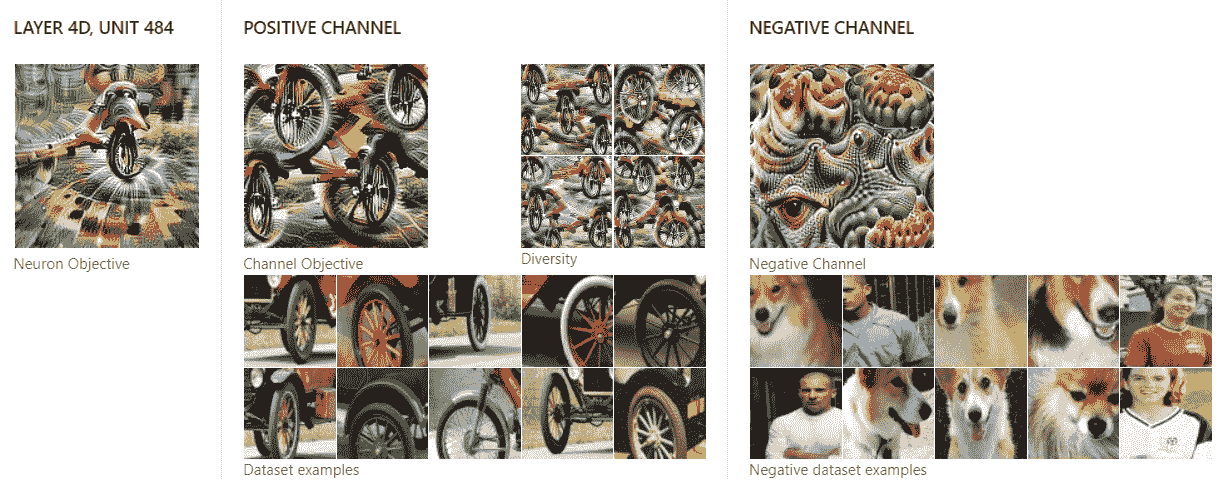 LAYER 4D, UNIT 484
POSITIVE CHANNEL
NEGATIVE CHANNEL
Neuron Objective
Channel Objective
Diversity
Negative Channel
Dataset examples
Negative dataset examples